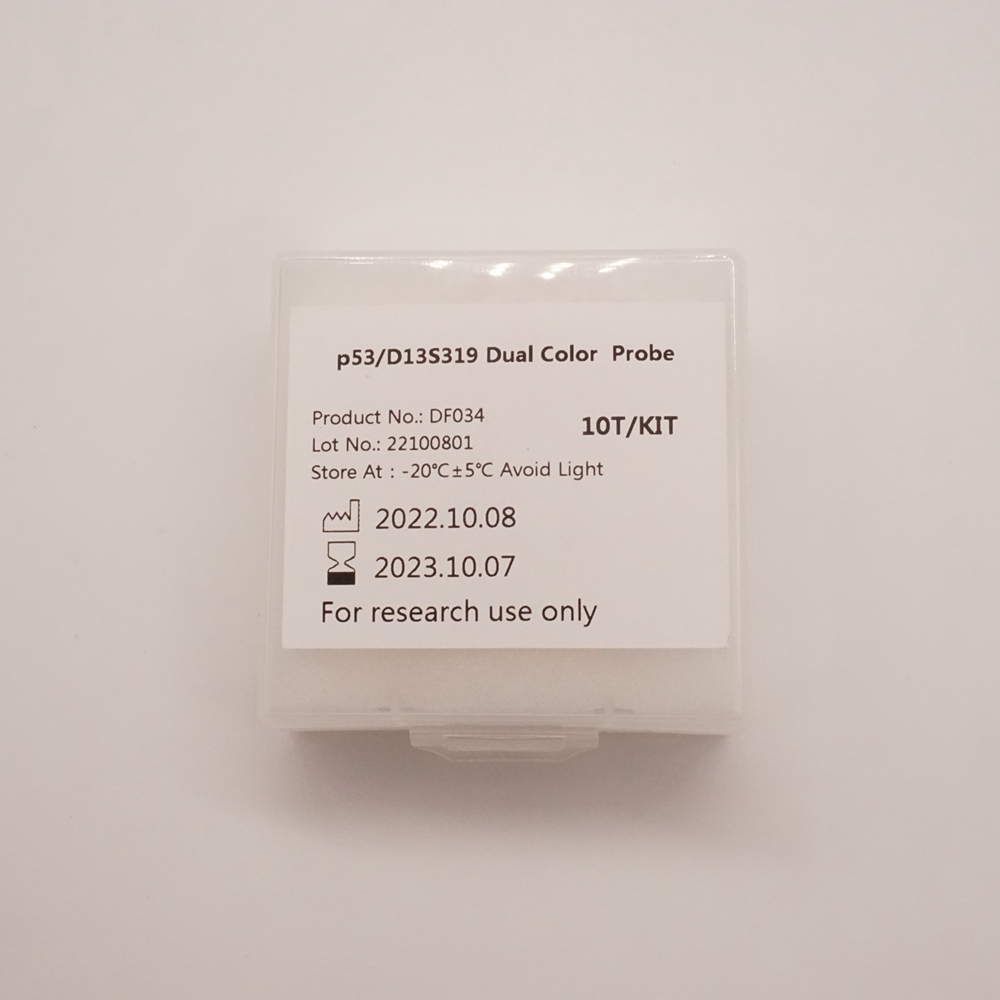 p53/D13S319 Dual Color  Probe
Product No.: DF034
10T/KIT
Lot No.: 22100801
Store At : -20℃±5℃ Avoid Light
2022.10.08
2023.10.07
For research use only